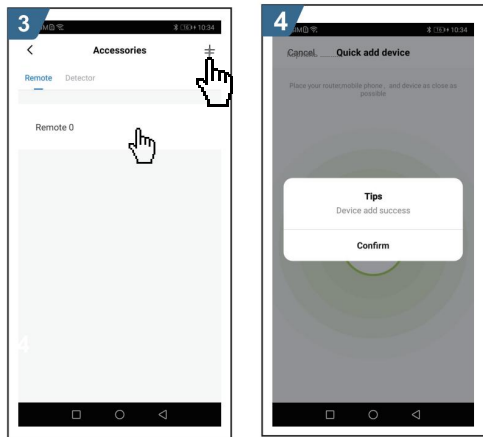 3
10:34
Accessories
Remote Detector
Remote 0
4
4
10:34
Cancel Quick add device
Place your router,mobile phone , and device as close as
possible
Tips
Device add success
Confirm